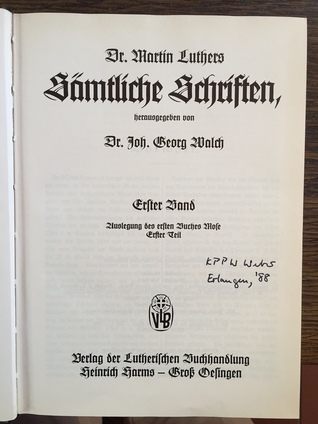 Dr. Martin Luthers
Sämtliche Schriften,
herausgegeben von
Dr. Joh. Georg Walch
Erster Band
Auslegung des ersten Buches Mose
Erster Teil
KPPW
Erlangen, '88
VLB
Verlag der Lutherischen Buchhandlung
Heinrich Harms – Groß Oesingen